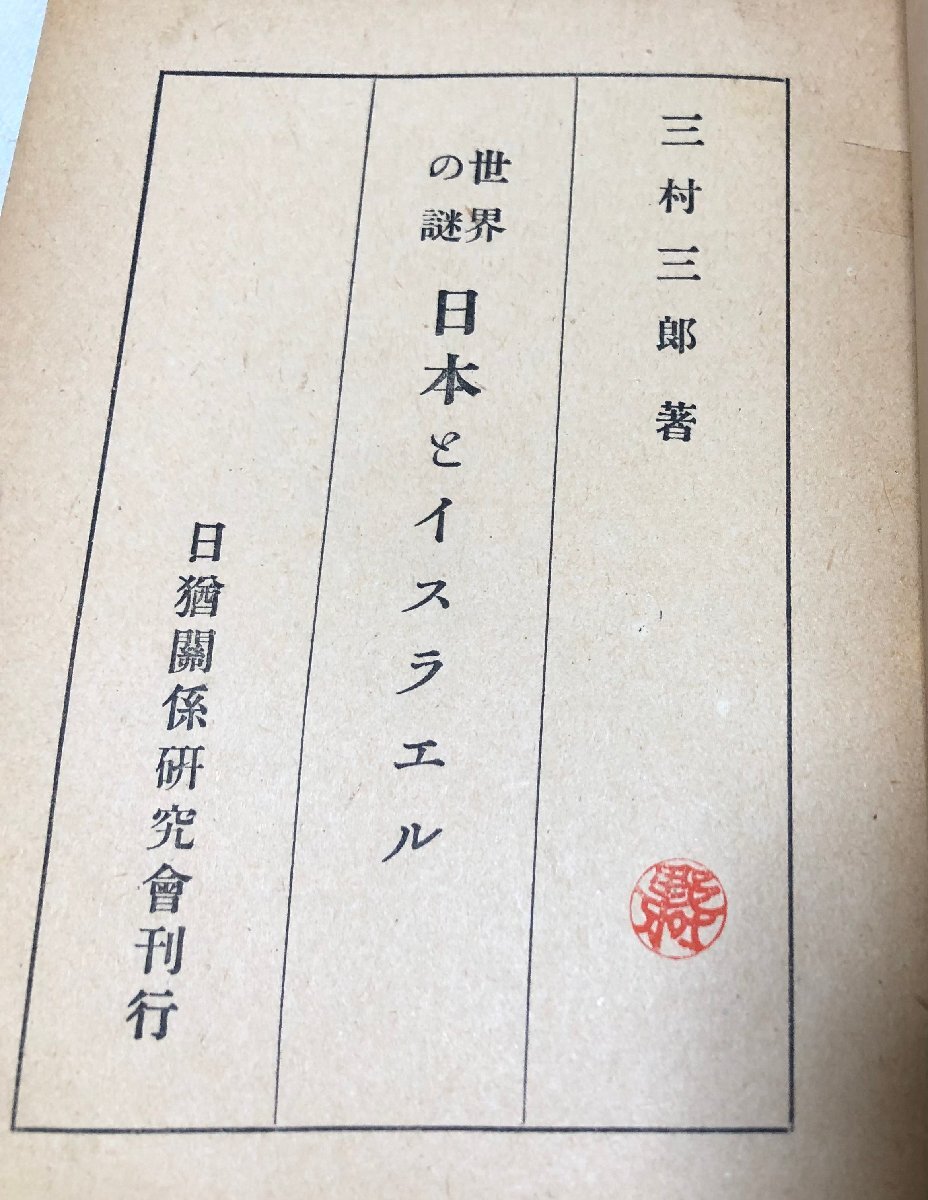 三村三郎著
世界の謎 日本とイスラエル
日猶關係硏究會刊行